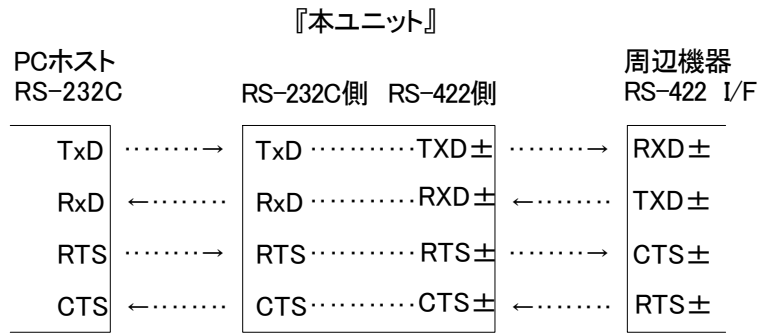 『本ユニット』
PCホスト 周辺機器
RS-232C RS-232C側 RS-422側 RS-422 I/F
TxD ········→ TxD ···········TXD± ········→ RXD±
RxD ←········ RxD ···········RXD± ←········ TXD±
RTS ········→ RTS···········RTS± ········→ CTS±
CTS ←········ CTS···········CTS± ←········ RTS±